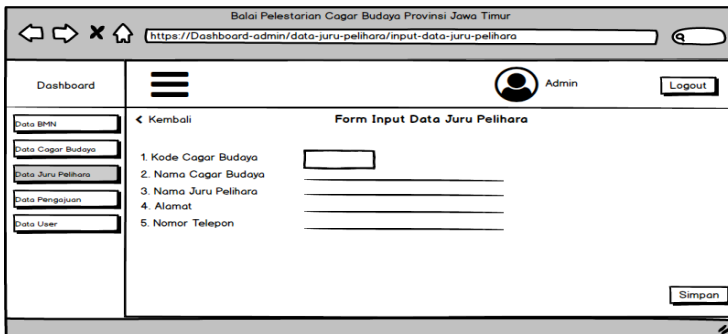 Balai Pelestarian Cagar Budaya Provinsi Jawa Timur
https://Dashboard-admin/data-juru-pelihara/input-data-juru-pelihara
Dashboard
Admin
Logout
Data BMN
Data Cagar Budaya
Data Juru Pelihara
Data Pengajuan
Data User
Kembali
Form Input Data Juru Pelihara
1. Kode Cagar Budaya
2. Nama Cagar Budaya
3. Nama Juru Pelihara
4. Alamat
5. Nomor Telepon
Simpan